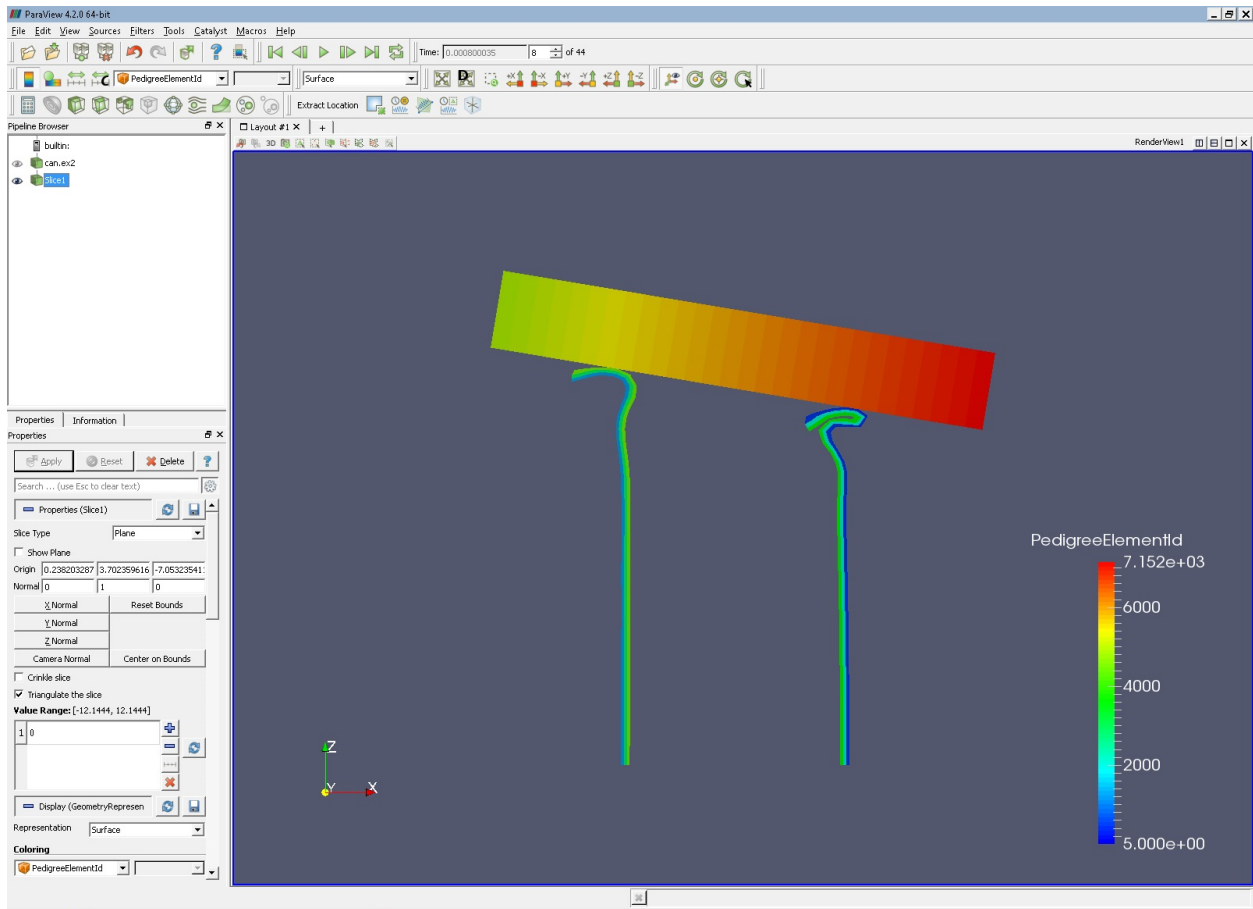 ParaView 4.2.0 64-bit
File Edit View Sources Filters Tools Catalyst Macros Help
Time: 0.000800035 8 of 44
PedigreeElementId Surface
Extract Location
Pipeline Browser
Layout #1
3D
RenderView1
builtin:
can.ex2
Slice1
Properties Information
Properties
Apply Reset Delete ?
Search ... (use Esc to clear text)
Properties (Slice1)
Slice Type Plane
Show Plane
Origin 0.238203287 3.702359616 -7.05323541
Normal 0 1 0
X Normal Reset Bounds
Y Normal
Z Normal
Camera Normal Center on Bounds
Crinkle slice
Triangulate the slice
Value Range: [-12.1444, 12.1444]
1 0
Display (GeometryRepresen
Representation Surface
Coloring
PedigreeElementId
Z
Y X
PedigreeElementId
7.152e+03
6000
4000
2000
5.000e+00